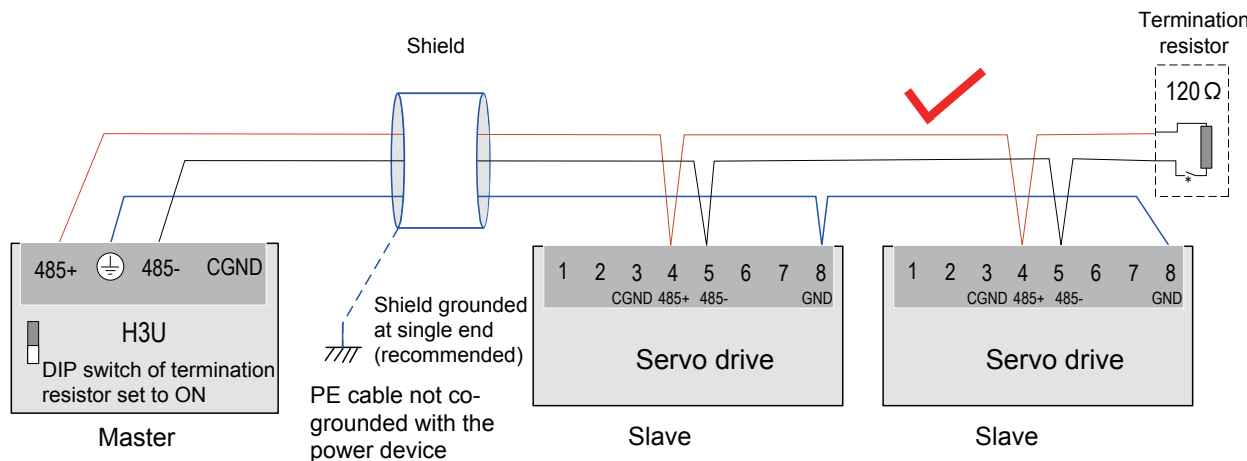 Termination
resistor
Shield
120 Ω
485+ 485- CGND
H3U
DIP switch of termination
resistor set to ON
Master
Shield grounded
at single end
(recommended)
PE cable not co-
grounded with the
power device
1 2 3 4 5 6 7 8
CGND 485+ 485- GND
Servo drive
Slave
1 2 3 4 5 6 7 8
CGND 485+ 485- GND
Servo drive
Slave
*